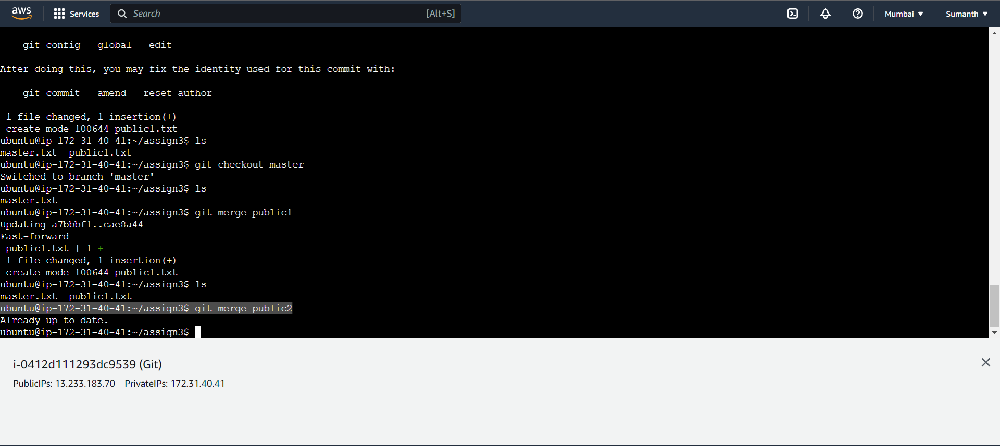 aws Services Search [Alt+S] Mumbai Sumanth
git config --global --edit
After doing this, you may fix the identity used for this commit with:
git commit --amend --reset-author
1 file changed, 1 insertion(+)
create mode 100644 public1.txt
ubuntu@ip-172-31-40-41:~/assign3$ ls
master.txt  public1.txt
ubuntu@ip-172-31-40-41:~/assign3$ git checkout master
Switched to branch 'master'
ubuntu@ip-172-31-40-41:~/assign3$ ls
master.txt
ubuntu@ip-172-31-40-41:~/assign3$ git merge public1
Updating a7bbbf1..cae8a44
Fast-forward
public1.txt | 1 +
1 file changed, 1 insertion(+)
create mode 100644 public1.txt
ubuntu@ip-172-31-40-41:~/assign3$ ls
master.txt  public1.txt
ubuntu@ip-172-31-40-41:~/assign3$ git merge public2
Already up to date.
ubuntu@ip-172-31-40-41:~/assign3$
i-0412d111293dc9539 (Git)
PublicIPs: 13.233.183.70 PrivateIPs: 172.31.40.41